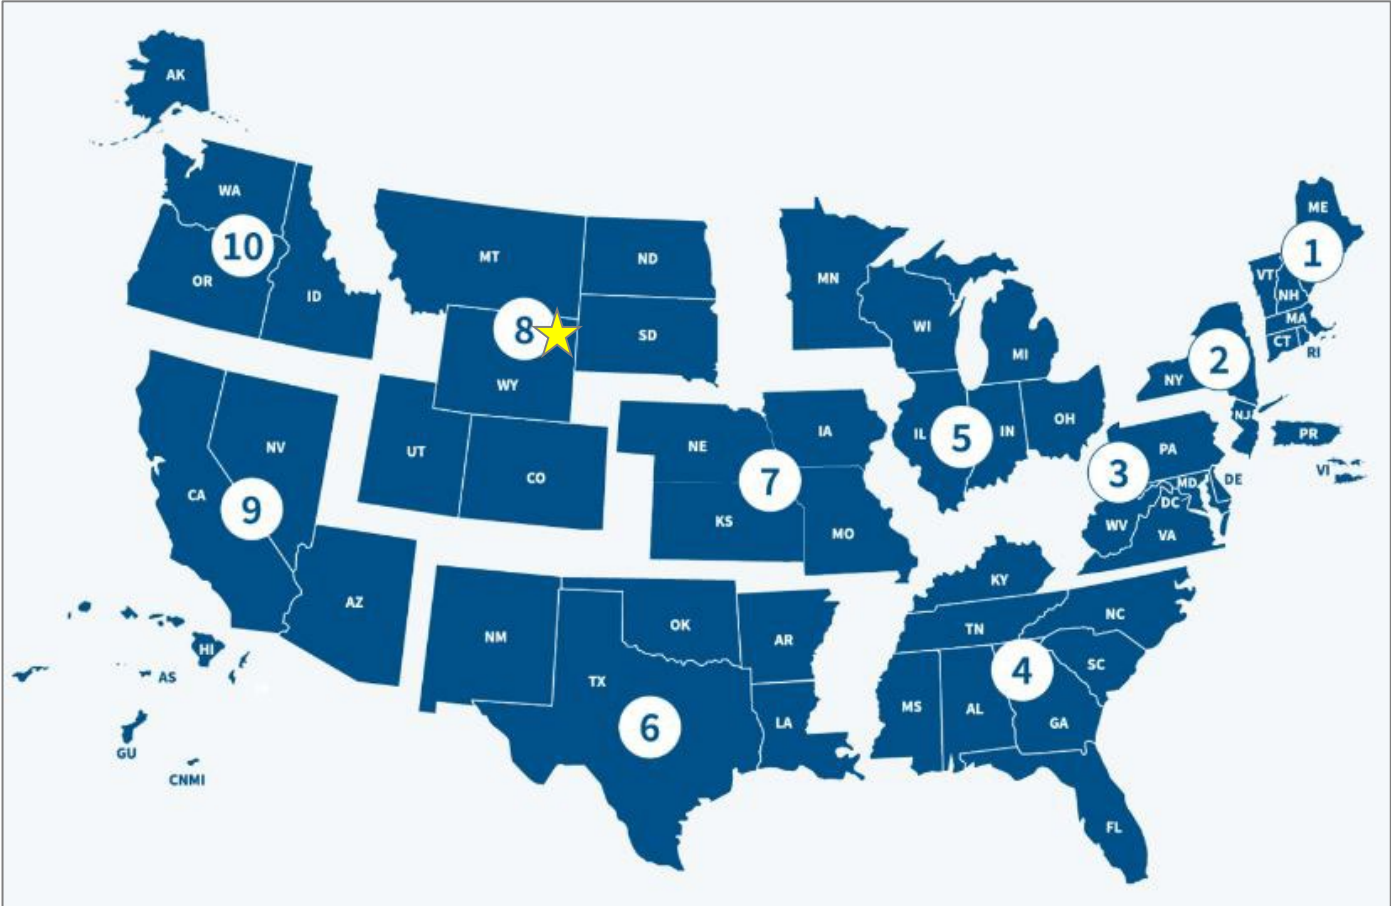 AK
WA
10
OR
ID
MT
ND
8
SD
WY
MN
WI
MI
ME
1
VT
NH
MA
CT
RI
2
NY
NJ
PR
VI
NV
CA
9
UT
CO
NE
IA
7
KS
MO
IL
5
IN
OH
3
PA
MD
DE
DC
WV
VA
AZ
NM
OK
AR
TX
6
LA
KY
TN
NC
4
SC
MS
AL
GA
FL
HI
AS
GU
CNMI